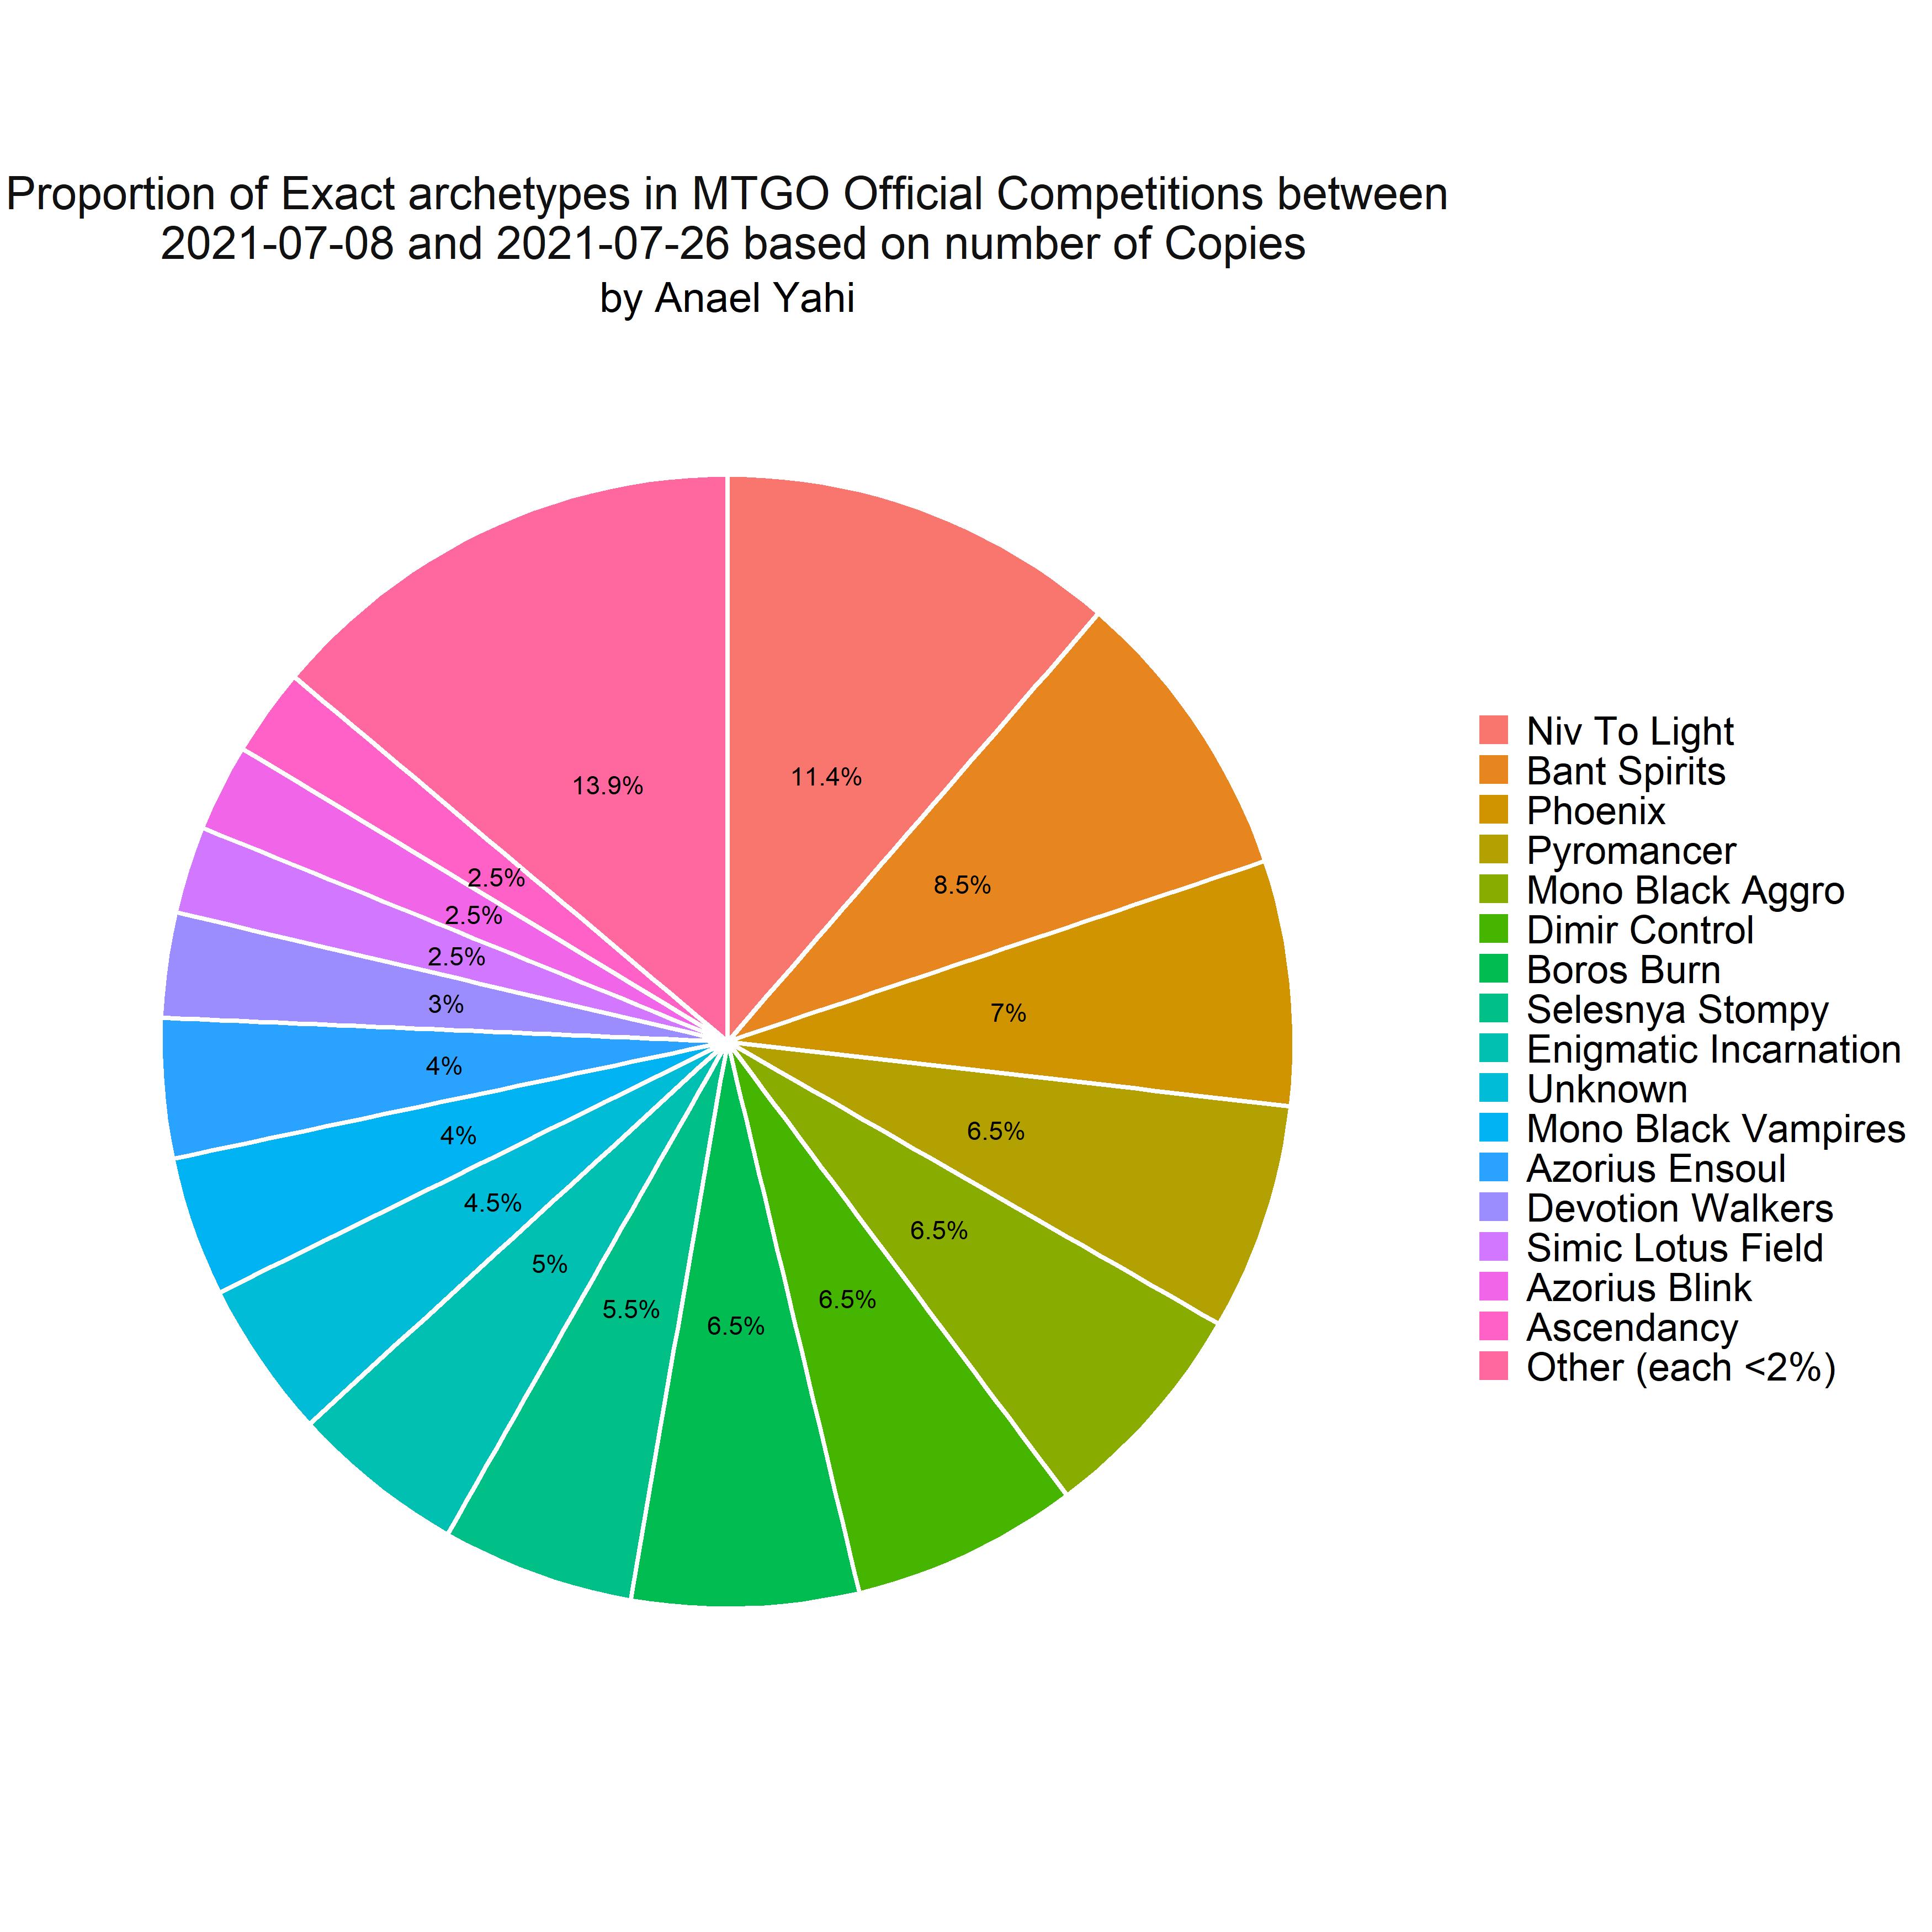 Proportion of Exact archetypes in MTGO Official Competitions between
2021-07-08 and 2021-07-26 based on number of Copies
by Anael Yahi
11.4%
8.5%
7%
6.5%
6.5%
6.5%
6.5%
5.5%
5%
4.5%
4%
4%
3%
2.5%
2.5%
2.5%
13.9%
Niv To Light
Bant Spirits
Phoenix
Pyromancer
Mono Black Aggro
Dimir Control
Boros Burn
Selesnya Stompy
Enigmatic Incarnation
Unknown
Mono Black Vampires
Azorius Ensoul
Devotion Walkers
Simic Lotus Field
Azorius Blink
Ascendancy
Other (each <2%)